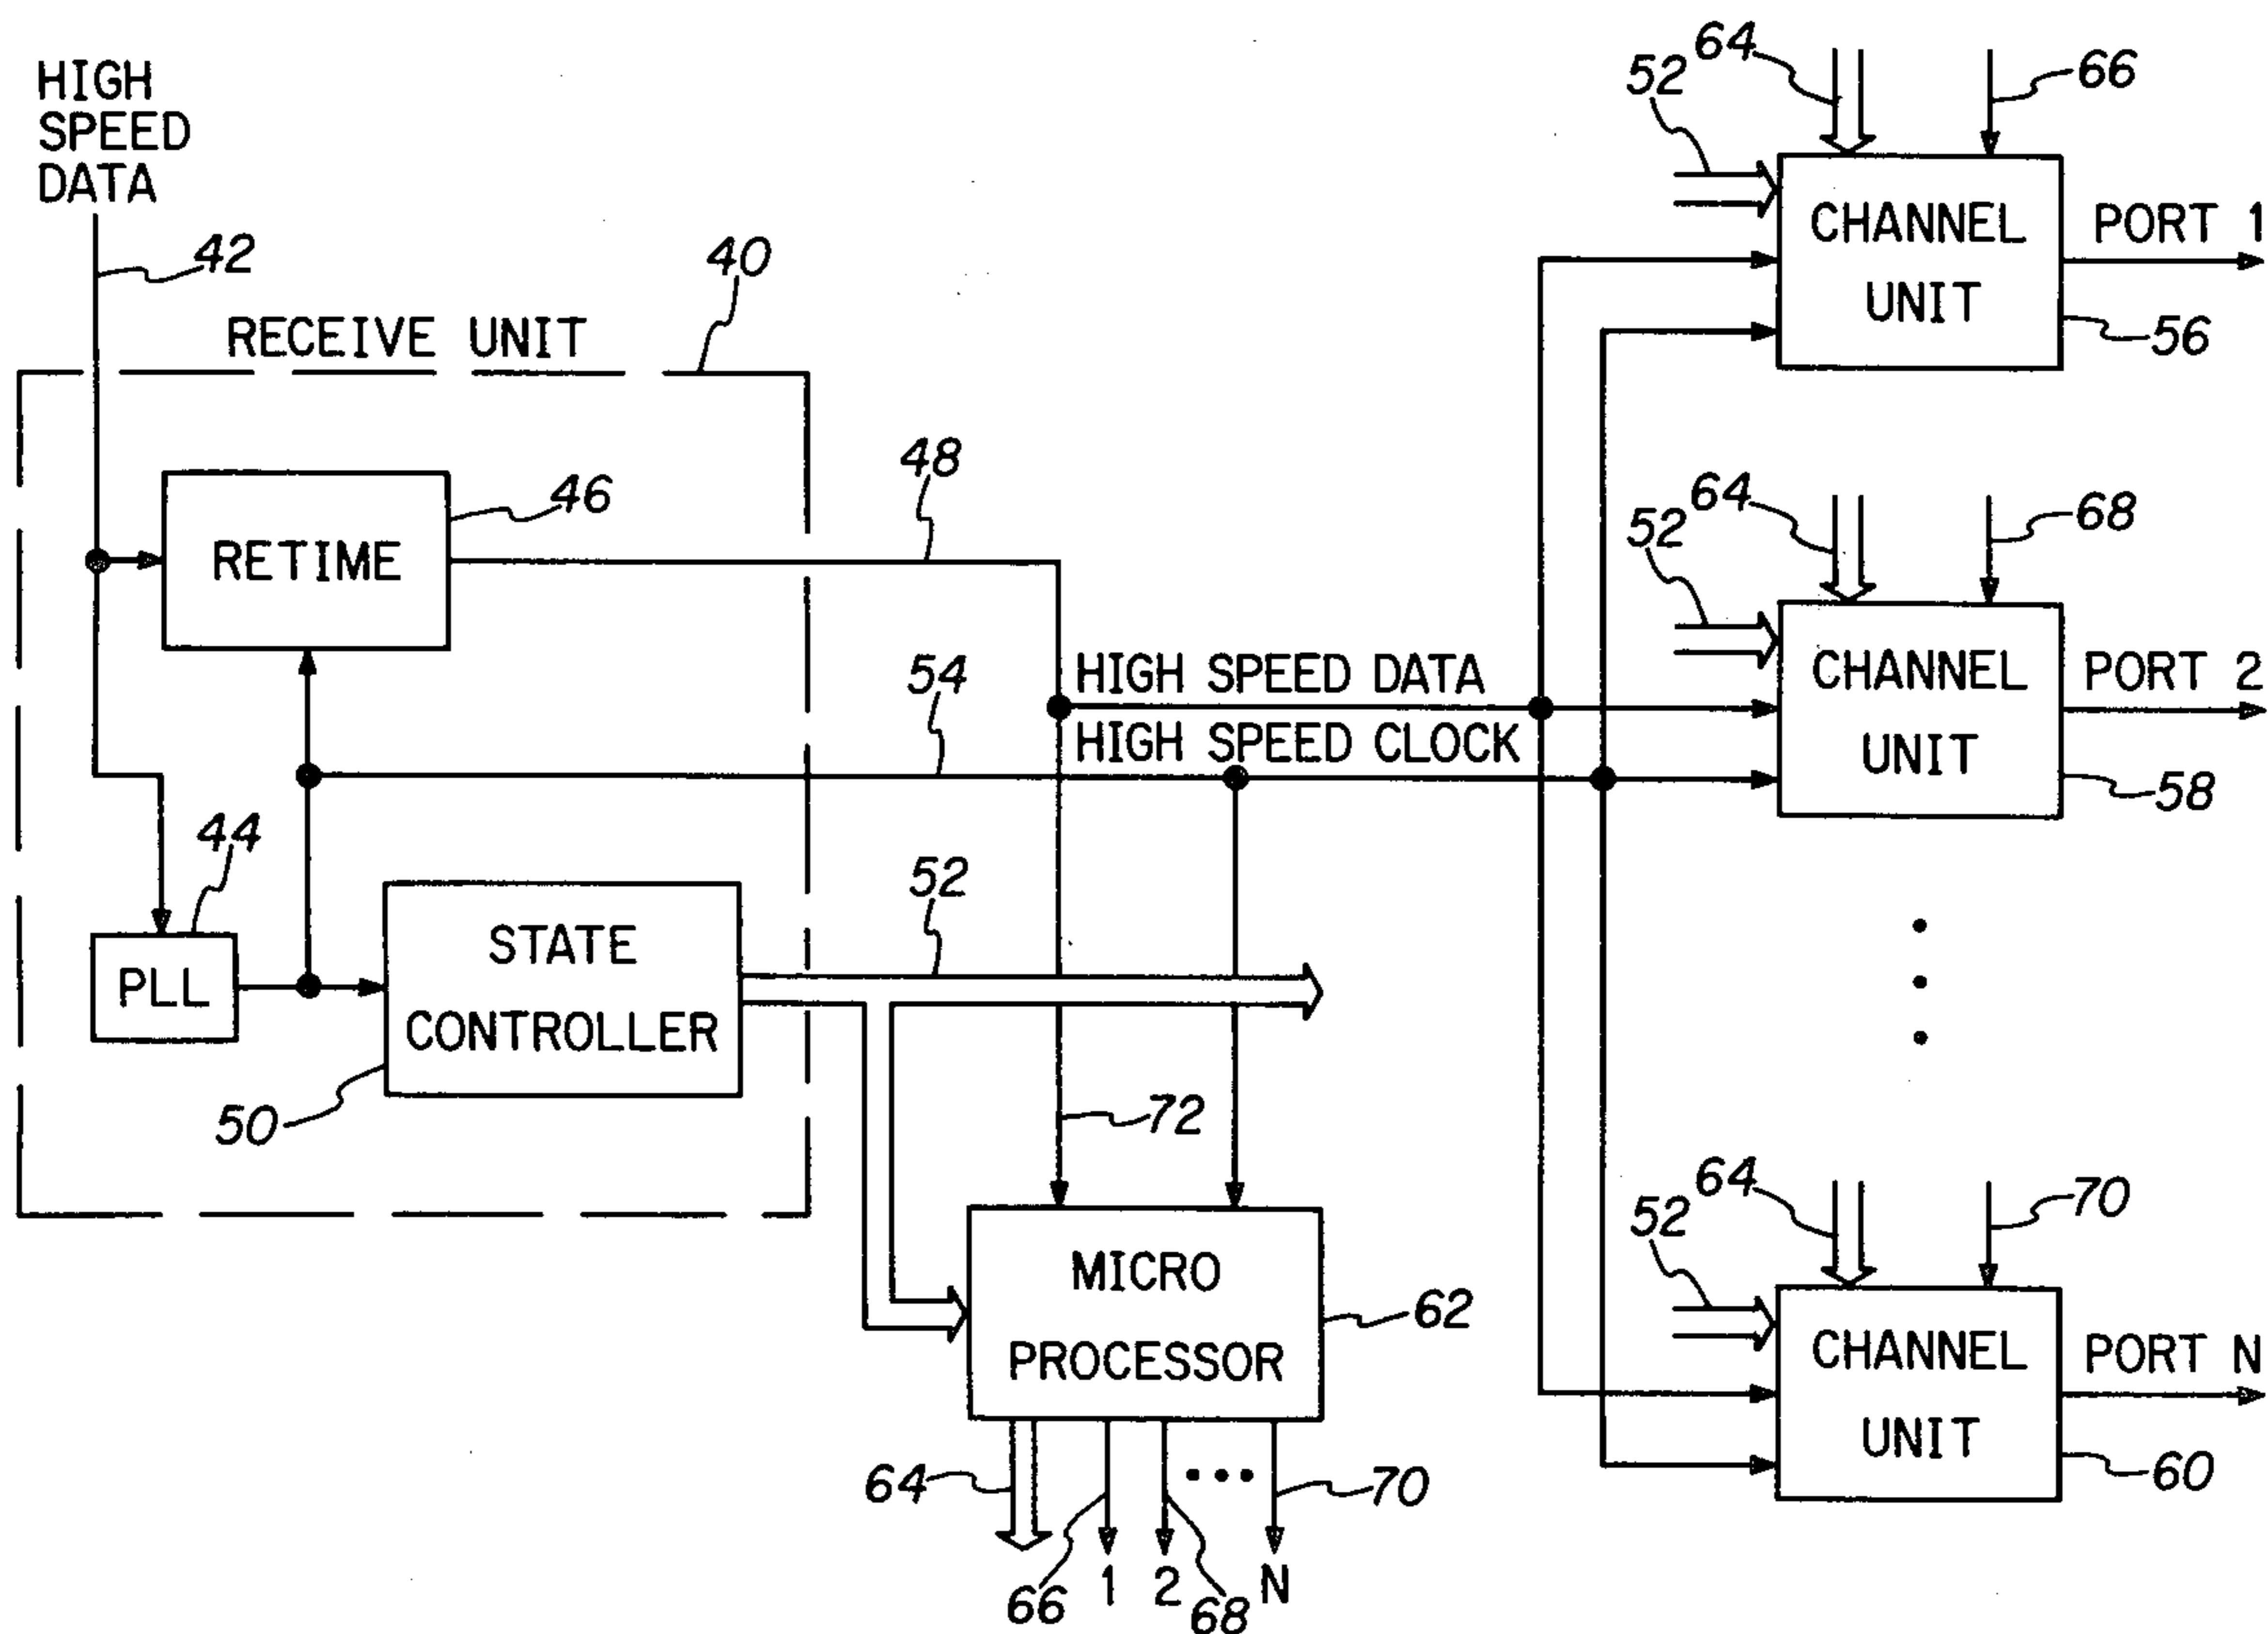 HIGH
SPEED
DATA
42
RECEIVE UNIT
40
RETIME
46
48
54
HIGH SPEED DATA
HIGH SPEED CLOCK
44
PLL
STATE
CONTROLLER
50
52
72
MICRO
PROCESSOR
62
64
66
1
2
68
N
70
52
64
66
CHANNEL
UNIT
PORT 1
56
52
64
68
CHANNEL
UNIT
PORT 2
58
52
64
70
CHANNEL
UNIT
PORT N
60